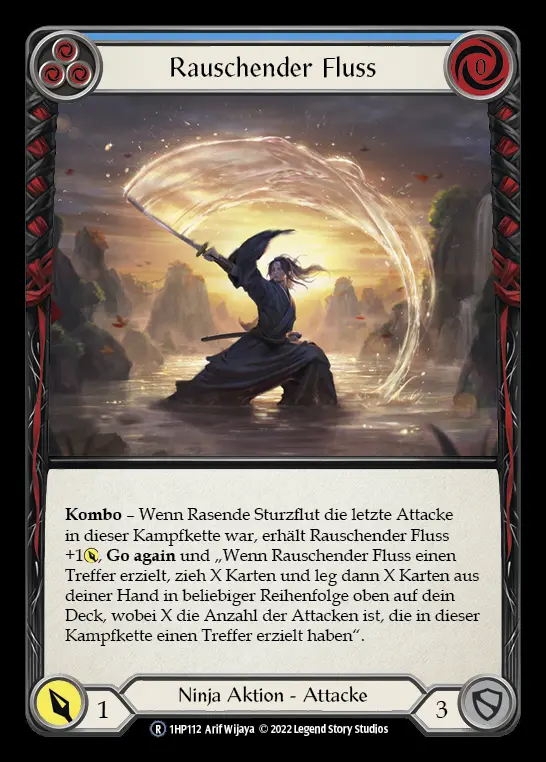 Rauschender Fluss
0
Kombo – Wenn Rasende Sturzflut die letzte Attacke
in dieser Kampfkette war, erhält Rauschender Fluss
+1, Go again und „Wenn Rauschender Fluss einen
Treffer erzielt, zieh X Karten und leg dann X Karten aus
deiner Hand in beliebiger Reihenfolge oben auf dein
Deck, wobei X die Anzahl der Attacken ist, die in dieser
Kampfkette einen Treffer erzielt haben“.
1
Ninja Aktion - Attacke
3
R 1HP112 Arif Wijaya © 2022 Legend Story Studios